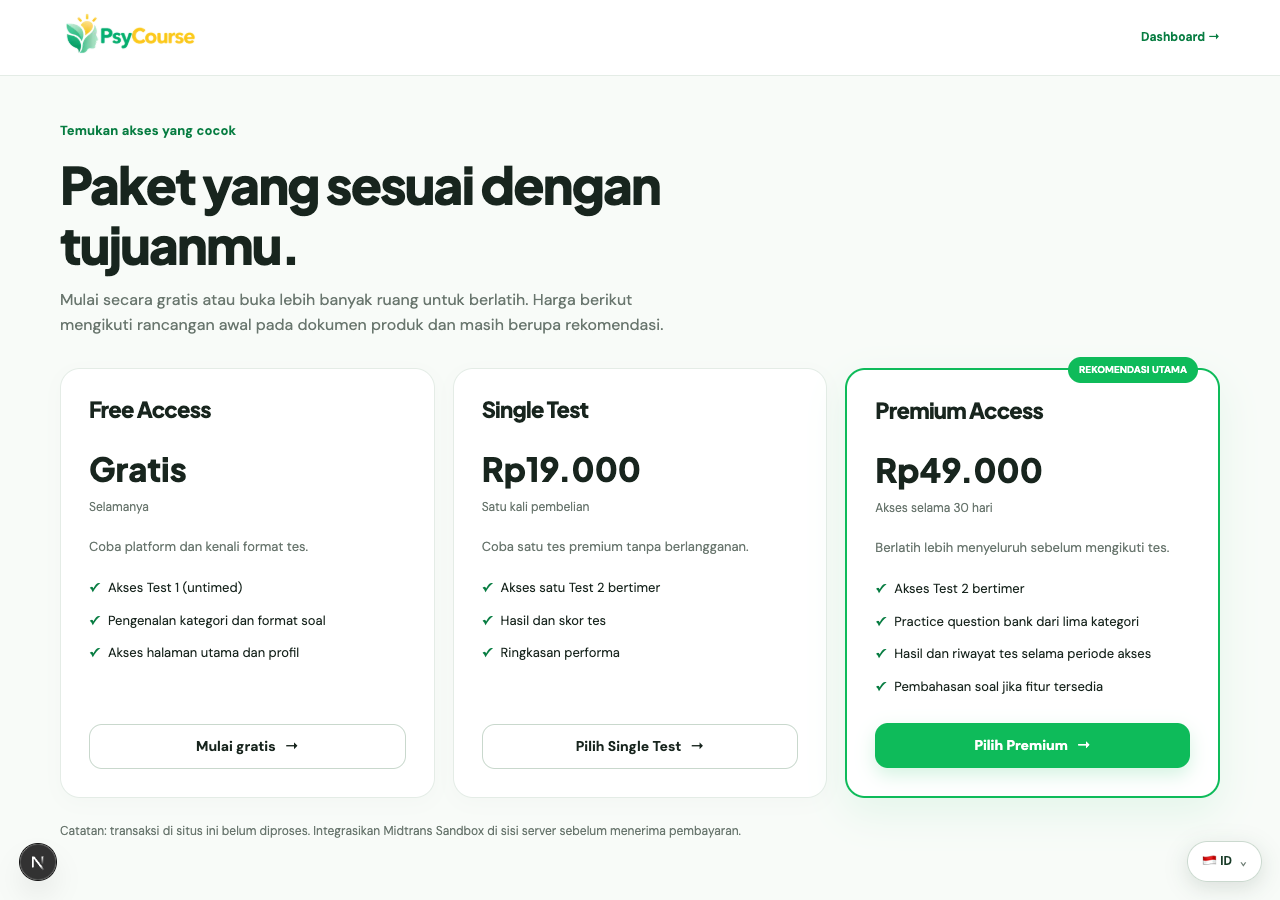 PsyCourse
Dashboard →
Temukan akses yang cocok
Paket yang sesuai dengan
tujuanmu.
Mulai secara gratis atau buka lebih banyak ruang untuk berlatih. Harga berikut
mengikuti rancangan awal pada dokumen produk dan masih berupa rekomendasi.
Free Access
Gratis
Selamanya
Coba platform dan kenali format tes.
✓ Akses Test 1 (untimed)
✓ Pengenalan kategori dan format soal
✓ Akses halaman utama dan profil
Mulai gratis →
Single Test
Rp19.000
Satu kali pembelian
Coba satu tes premium tanpa berlangganan.
✓ Akses satu Test 2 bertimer
✓ Hasil dan skor tes
✓ Ringkasan performa
Pilih Single Test →
REKOMENDASI UTAMA
Premium Access
Rp49.000
Akses selama 30 hari
Berlatih lebih menyeluruh sebelum mengikuti tes.
✓ Akses Test 2 bertimer
✓ Practice question bank dari lima kategori
✓ Hasil dan riwayat tes selama periode akses
✓ Pembahasan soal jika fitur tersedia
Pilih Premium →
Catatan: transaksi di situs ini belum diproses. Integrasikan Midtrans Sandbox di sisi server sebelum menerima pembayaran.
N
ID